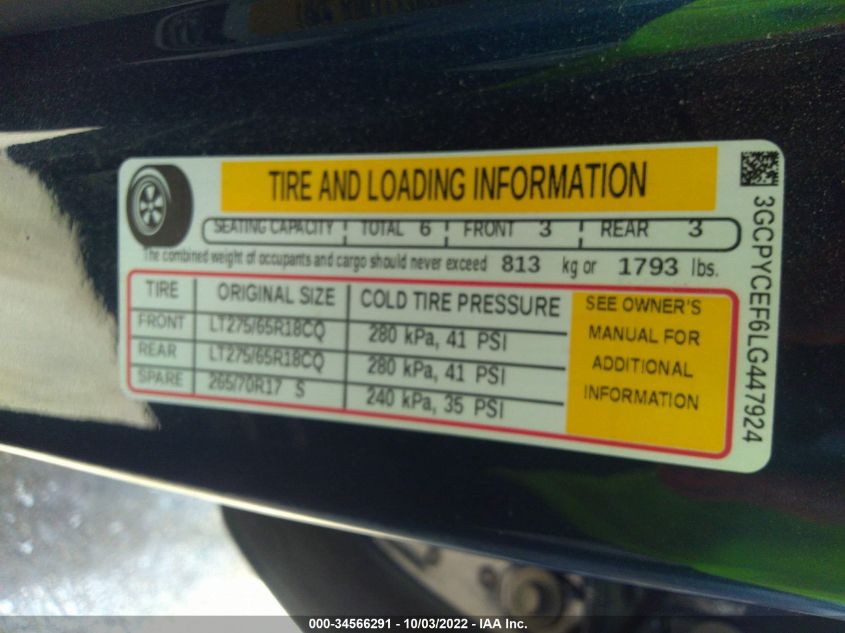 TIRE AND LOADING INFORMATION
SEATING CAPACITY TOTAL 6 FRONT 3 REAR 3
The combined weight of occupants and cargo should never exceed 813 kg or 1793 lbs.
TIRE ORIGINAL SIZE COLD TIRE PRESSURE
FRONT LT275/65R18CQ 280 kPa, 41 PSI
REAR LT275/65R18CQ 280 kPa, 41 PSI
SPARE 265/70R17 S 240 kPa, 35 PSI
SEE OWNER'S
MANUAL FOR
ADDITIONAL
INFORMATION
3GCPYCEF6LG447924
000-34566291 - 10/03/2022 - IAA Inc.